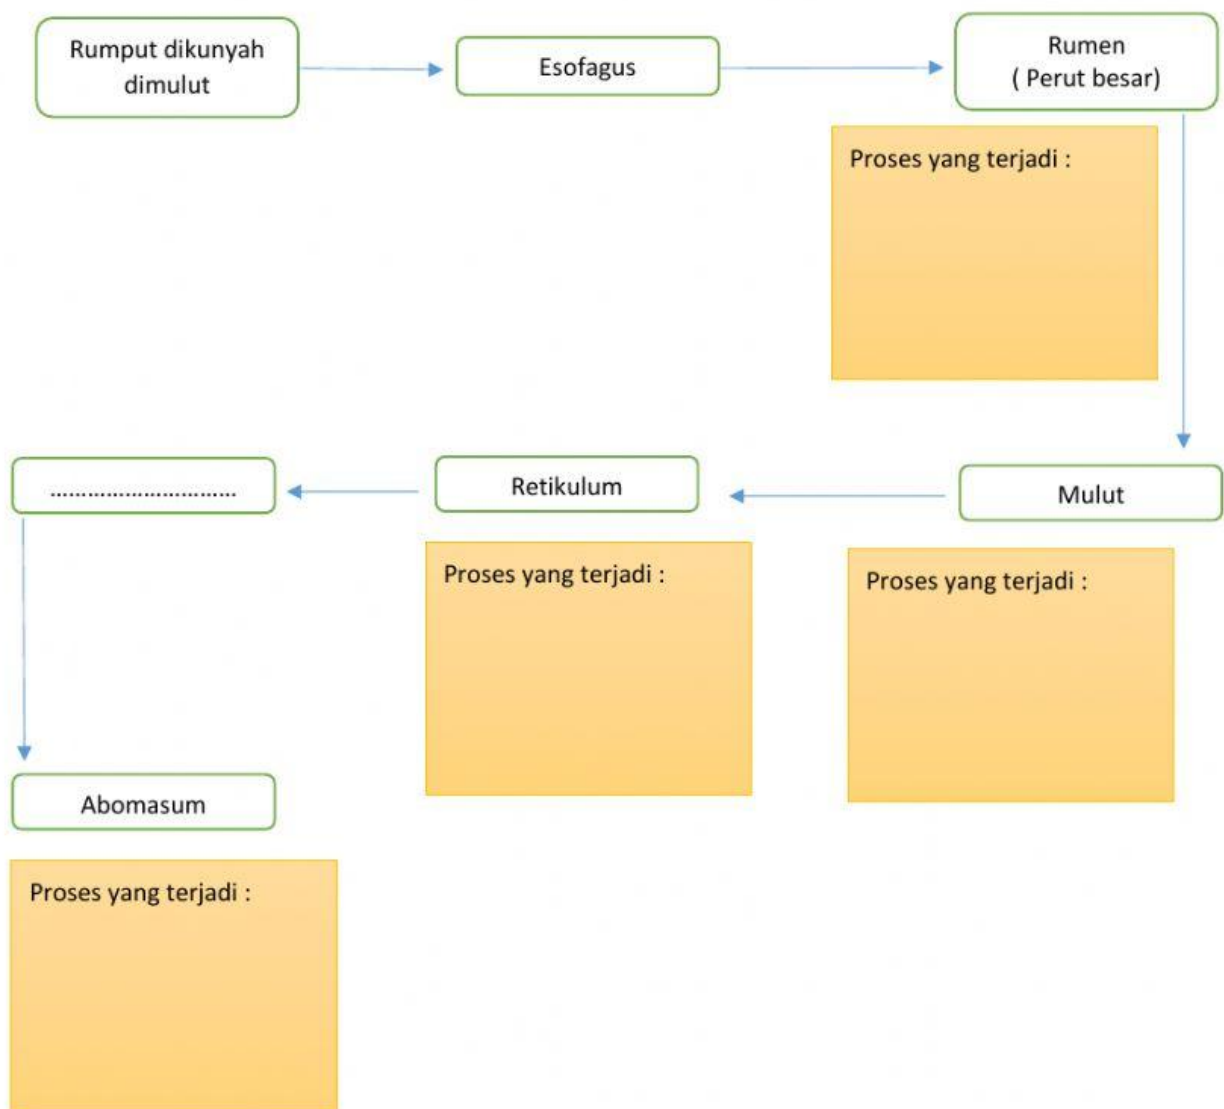 Rumput dikunyah
dimulut
Esofagus
Rumen
( Perut besar)
Proses yang terjadi :
..............................
Retikulum
Mulut
Proses yang terjadi :
Proses yang terjadi :
Abomasum
Proses yang terjadi :